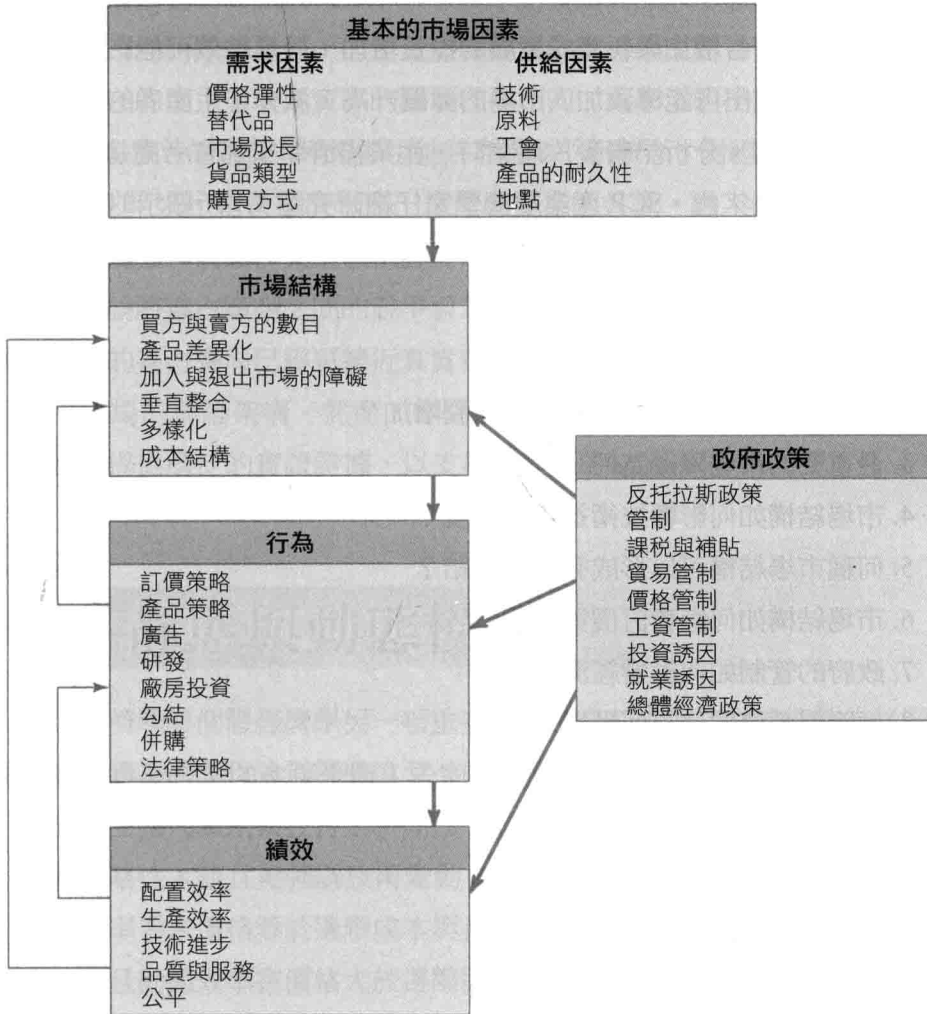 基本的市場因素
需求因素
價格彈性
替代品
市場成長
貨品類型
購買方式
供給因素
技術
原料
工會
產品的耐久性
地點
市場結構
買方與賣方的數目
產品差異化
加入與退出市場的障礙
垂直整合
多樣化
成本結構
行為
訂價策略
產品策略
廣告
研發
廠房投資
勾結
併購
法律策略
績效
配置效率
生產效率
技術進步
品質與服務
公平
政府政策
反托拉斯政策
管制
課稅與補貼
貿易管制
價格管制
工資管制
投資誘因
就業誘因
總體經濟政策